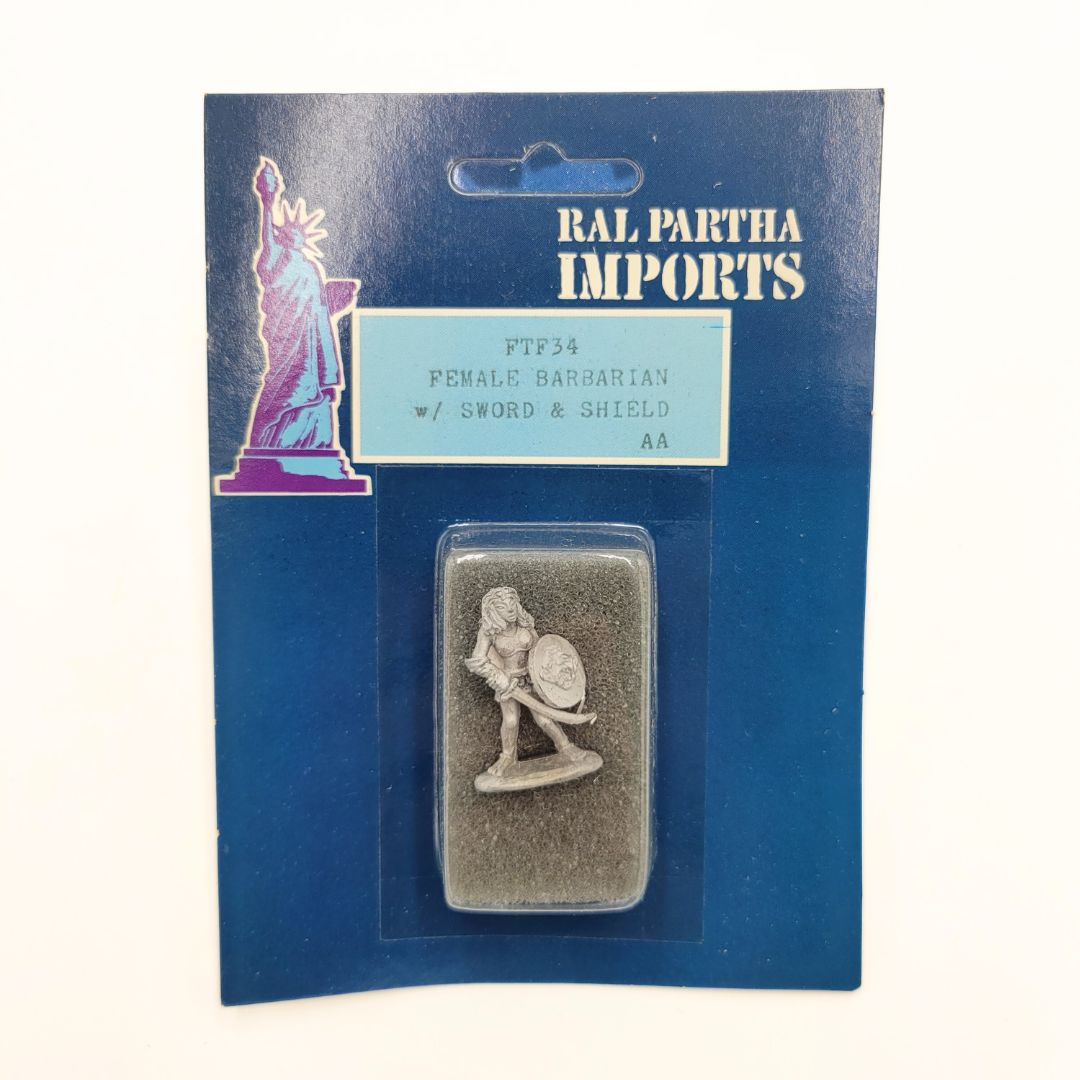 RAL PARTHA
IMPORTS
FTF34
FEMALE BARBARIAN
w/ SWORD & SHIELD
AA